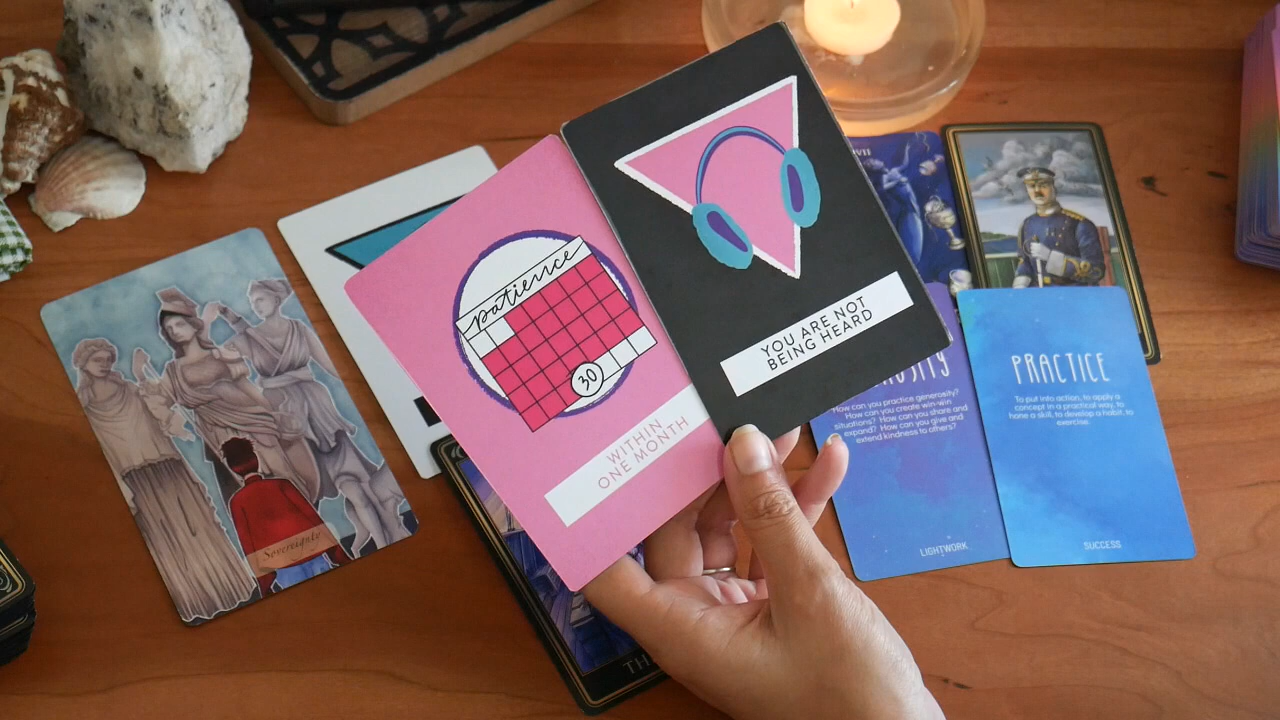 patience
30
WITHIN
ONE MONTH
YOU ARE NOT
BEING HEARD
Sovereignty
How can you practice generosity?
How can you create win-win
situations? How can you share and
expand? How can you give and
extend kindness to others?
LIGHTWORK
PRACTICE
To put into action, to apply a
concept in a practical way, to
hone a skill, to develop a habit, to
exercise.
SUCCESS